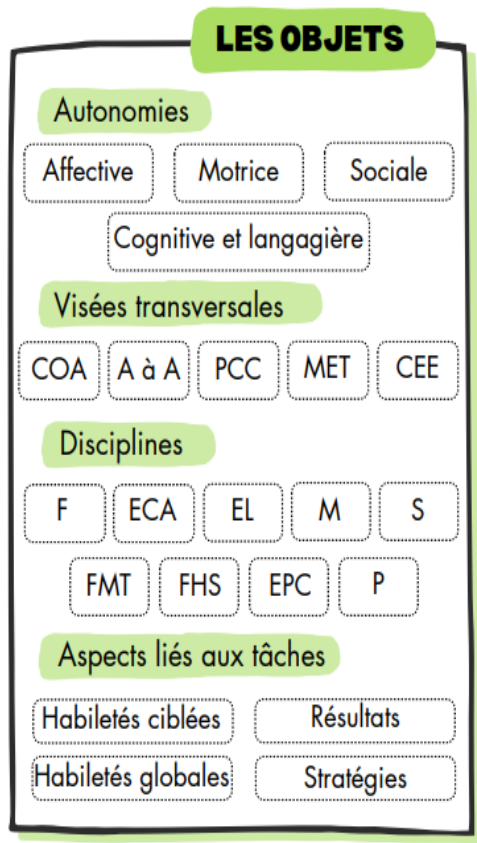 LES OBJETS
Autonomies
Affective Motrice Sociale
Cognitive et langagière
Visées transversales
COA A à A PCC MET CEE
Disciplines
F ECA EL M S
FMT FHS EPC P
Aspects liés aux tâches
Habiletés ciblées Résultats
Habiletés globales Stratégies